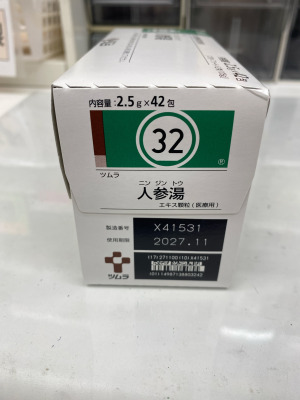 内容量：2.5g×42包
32
®
ツムラ
ニン ジン トウ
人参湯
エキス顆粒(医療用)
製造番号 X41531
使用期限 2027.11
ツムラ